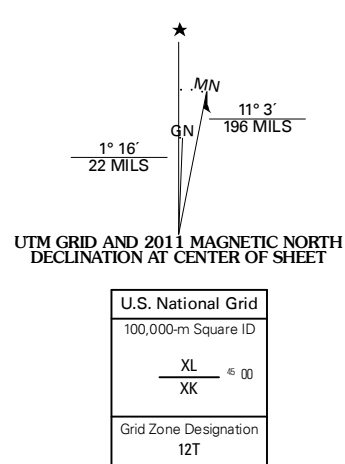 ★
MN
11° 3´
196 MILS
GN
1° 16´
22 MILS
UTM GRID AND 2011 MAGNETIC NORTH
DECLINATION AT CENTER OF SHEET
U.S. National Grid
100,000-m Square ID
XL
45 00
XK
Grid Zone Designation
12T